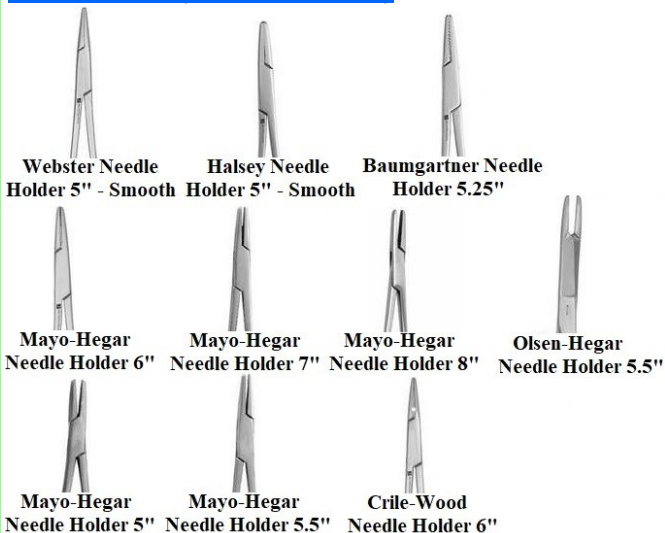 Webster Needle
Holder 5" - Smooth
Halsey Needle
Holder 5" - Smooth
Baumgartner Needle
Holder 5.25"
Mayo-Hegar
Needle Holder 6"
Mayo-Hegar
Needle Holder 7"
Mayo-Hegar
Needle Holder 8"
Olsen-Hegar
Needle Holder 5.5"
Mayo-Hegar
Needle Holder 5"
Mayo-Hegar
Needle Holder 5.5"
Crile-Wood
Needle Holder 6"